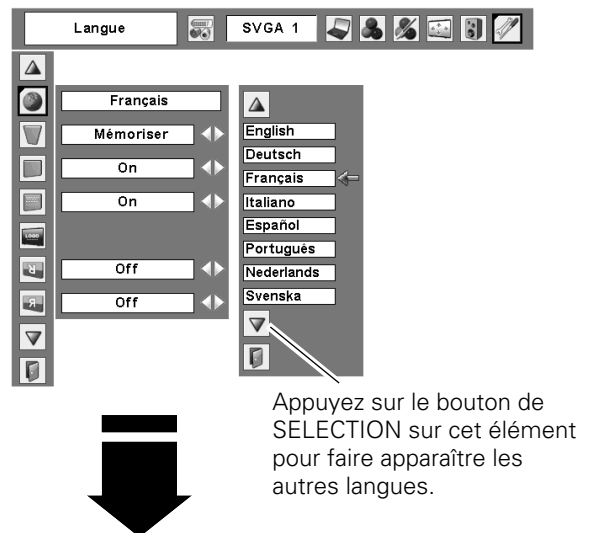 Langue
SVGA 1
Français
Mémoriser
On
On
Off
Off
English
Deutsch
Français
Italiano
Español
Português
Nederlands
Svenska
Appuyez sur le bouton de
SELECTION sur cet élément
pour faire apparaître les
autres langues.